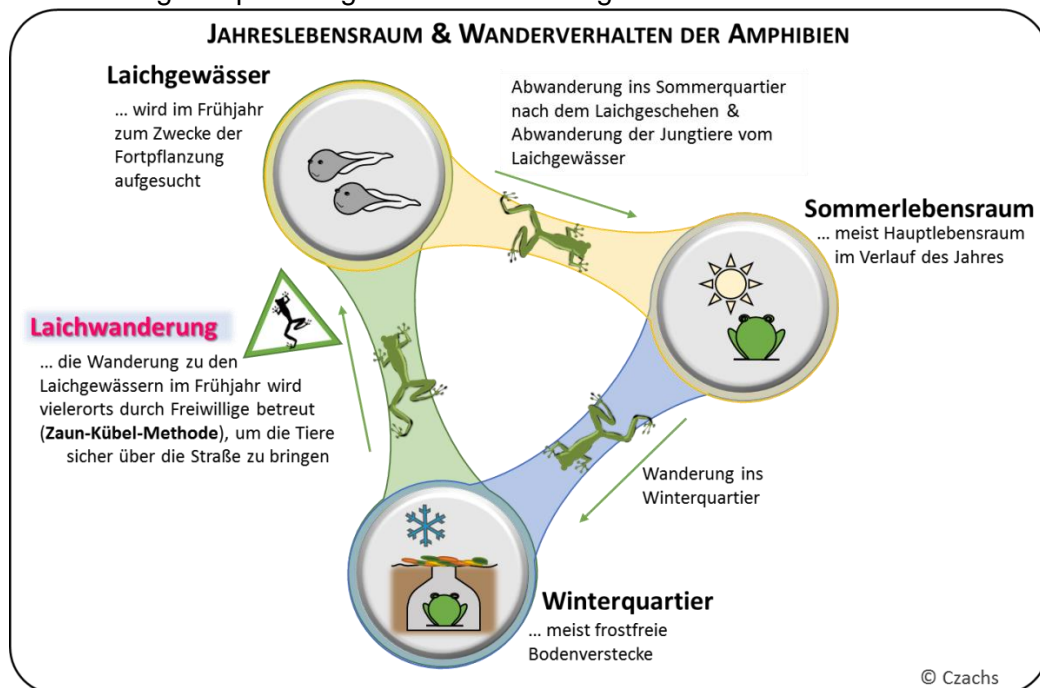 JAHRESLEBENSRAUM & WANDERVERHALTEN DER AMPHIBIEN
Laichgewässer
... wird im Frühjahr
zum Zwecke der
Fortpflanzung
aufgesucht
Abwanderung ins Sommerquartier
nach dem Laichgeschehen &
Abwanderung der Jungtiere vom
Laichgewässer
Sommerlebensraum
... meist Hauptlebensraum
im Verlauf des Jahres
Laichwanderung
... die Wanderung zu den
Laichgewässern im Frühjahr wird
vielerorts durch Freiwillige betreut
(Zaun-Kübel-Methode), um die Tiere
sicher über die Straße zu bringen
Wanderung ins
Winterquartier
Winterquartier
... meist frostfreie
Bodenverstecke
© Czachs